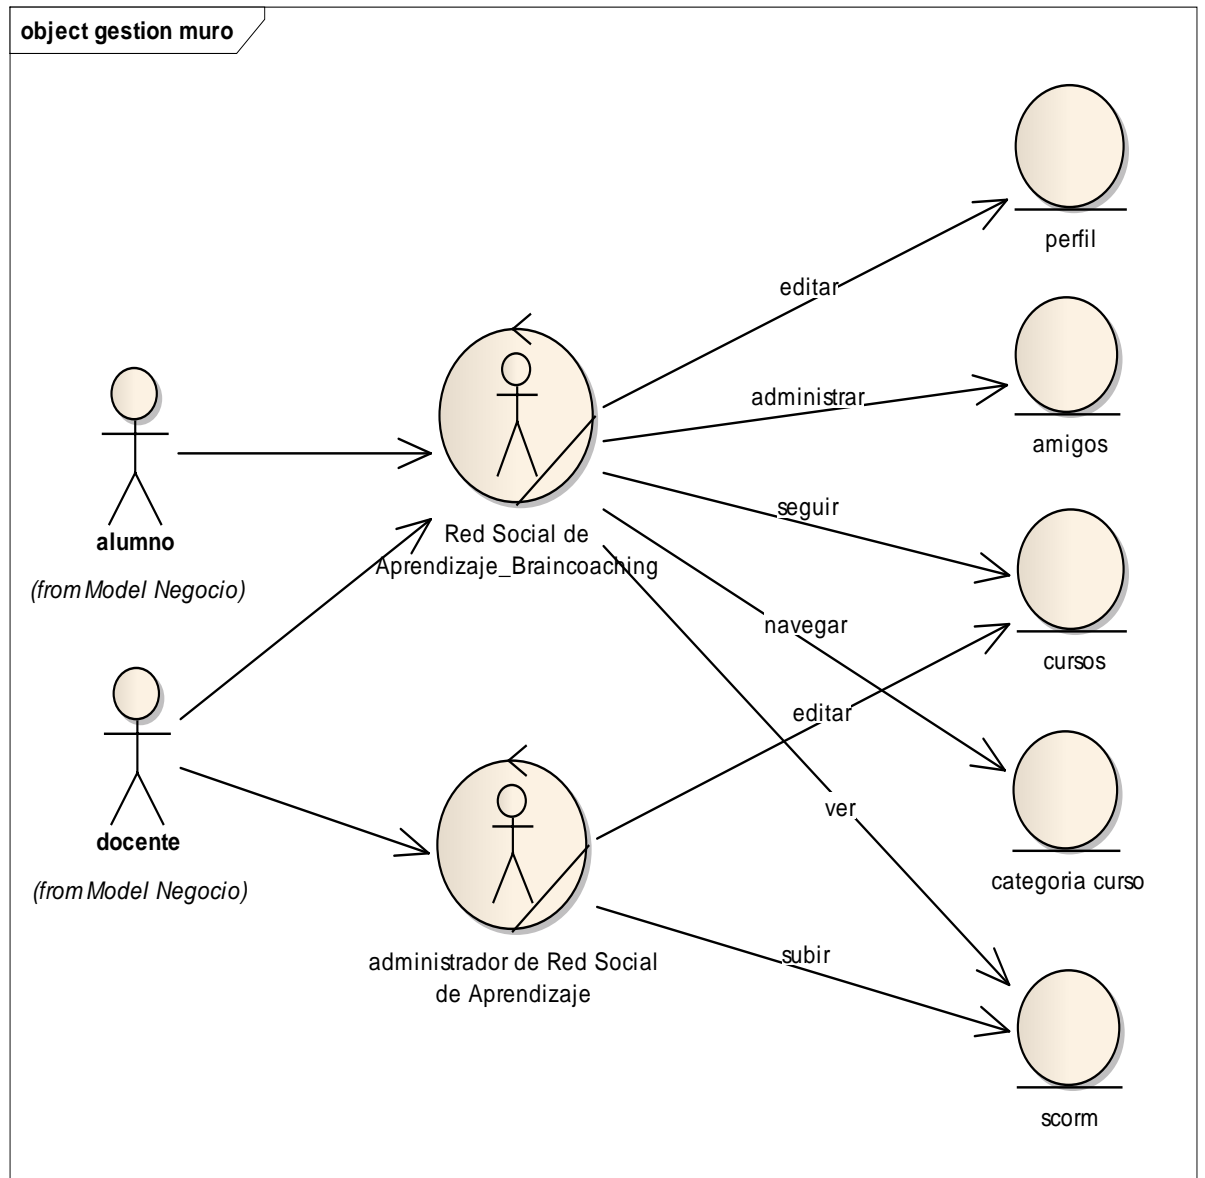 object gestion muro
perfil
editar
amigos
administrar
alumno
(from Model Negocio)
Red Social de
Aprendizaje_Braincoaching
seguir
cursos
navegar
editar
docente
(from Model Negocio)
categoria curso
ver
administrador de Red Social
de Aprendizaje
subir
scorm